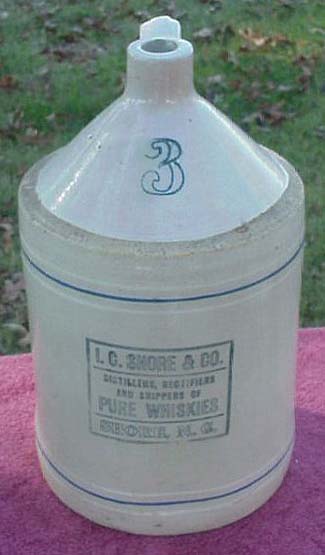 3
I. C. SHORE & CO.
DISTILLERS, RECTIFIERS
AND SHIPPERS OF
PURE WHISKIES
SHORE, N. C.